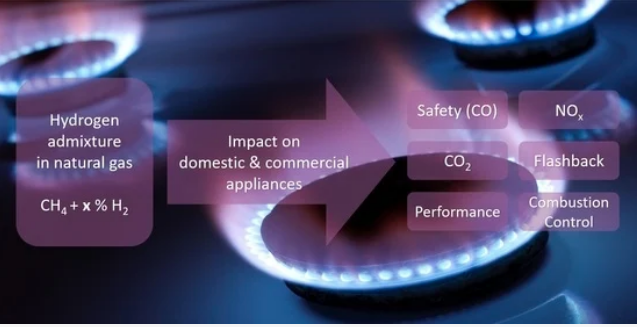 Hydrogen
admixture
in natural gas
CH₄ + x % H₂
Impact on
domestic & commercial
appliances
Safety (CO)
NOₓ
CO₂
Flashback
Performance
Combustion
Control